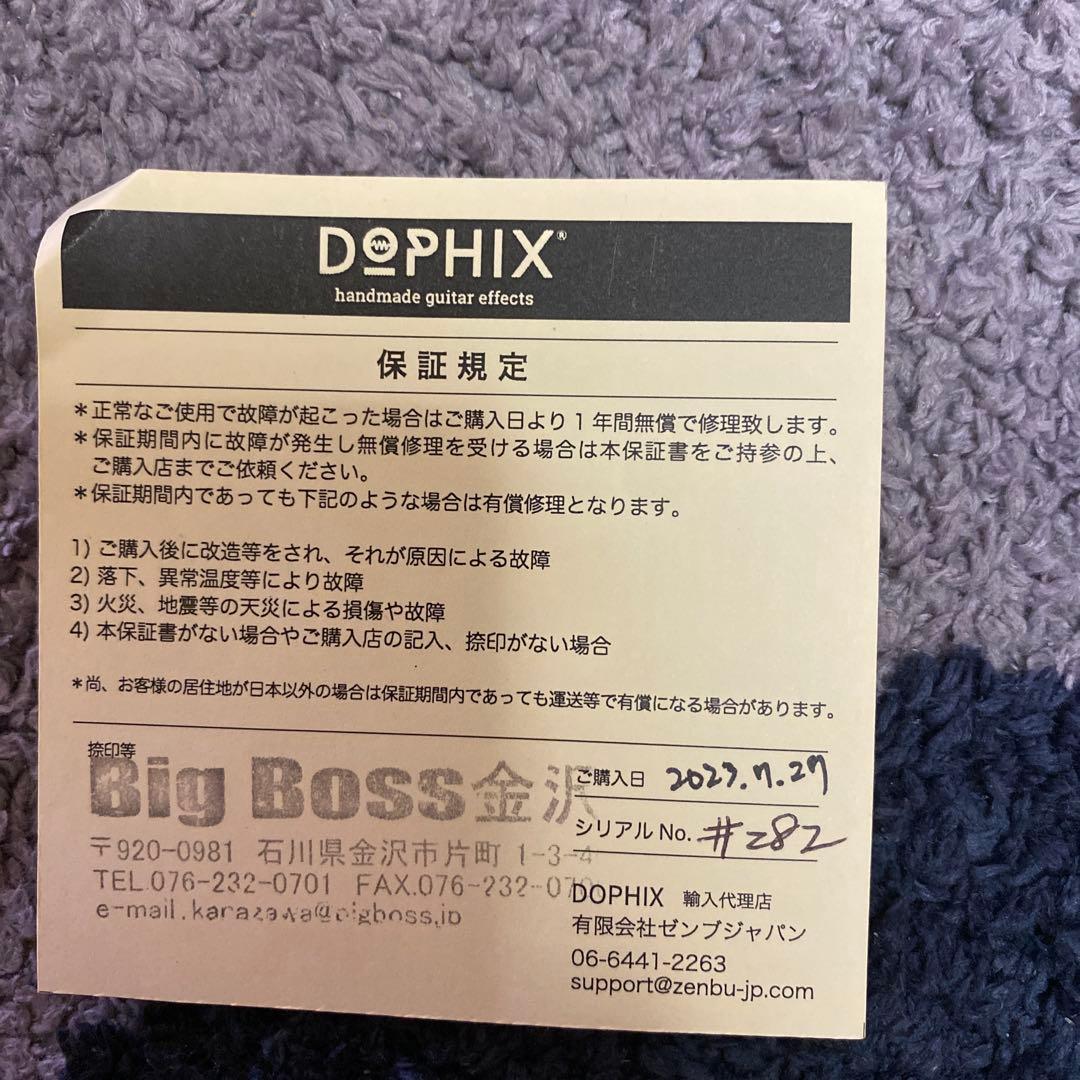 DOPHIX®
handmade guitar effects
保証規定
＊正常なご使用で故障が起こった場合はご購入日より1年間無償で修理致します。
＊保証期間内に故障が発生し無償修理を受ける場合は本保証書をご持参の上、
ご購入店までご依頼ください。
＊保証期間内であっても下記のような場合は有償修理となります。
1) ご購入後に改造等をされ、それが原因による故障
2) 落下、異常温度等により故障
3) 火災、地震等の天災による損傷や故障
4) 本保証書がない場合やご購入店の記入、捺印がない場合
＊尚、お客様の居住地が日本以外の場合は保証期間内であっても運送等で有償になる場合があります。
捺印等
Big Boss金沢
〒920-0981 石川県金沢市片町 1-3-4
TEL.076-232-0701 FAX.076-232-070
e-mail.kanazawa@bigboss.jp
ご購入日 2023.7.27
シリアル No. #282
DOPHIX 輸入代理店
有限会社ゼンブジャパン
06-6441-2263
support@zenbu-jp.com